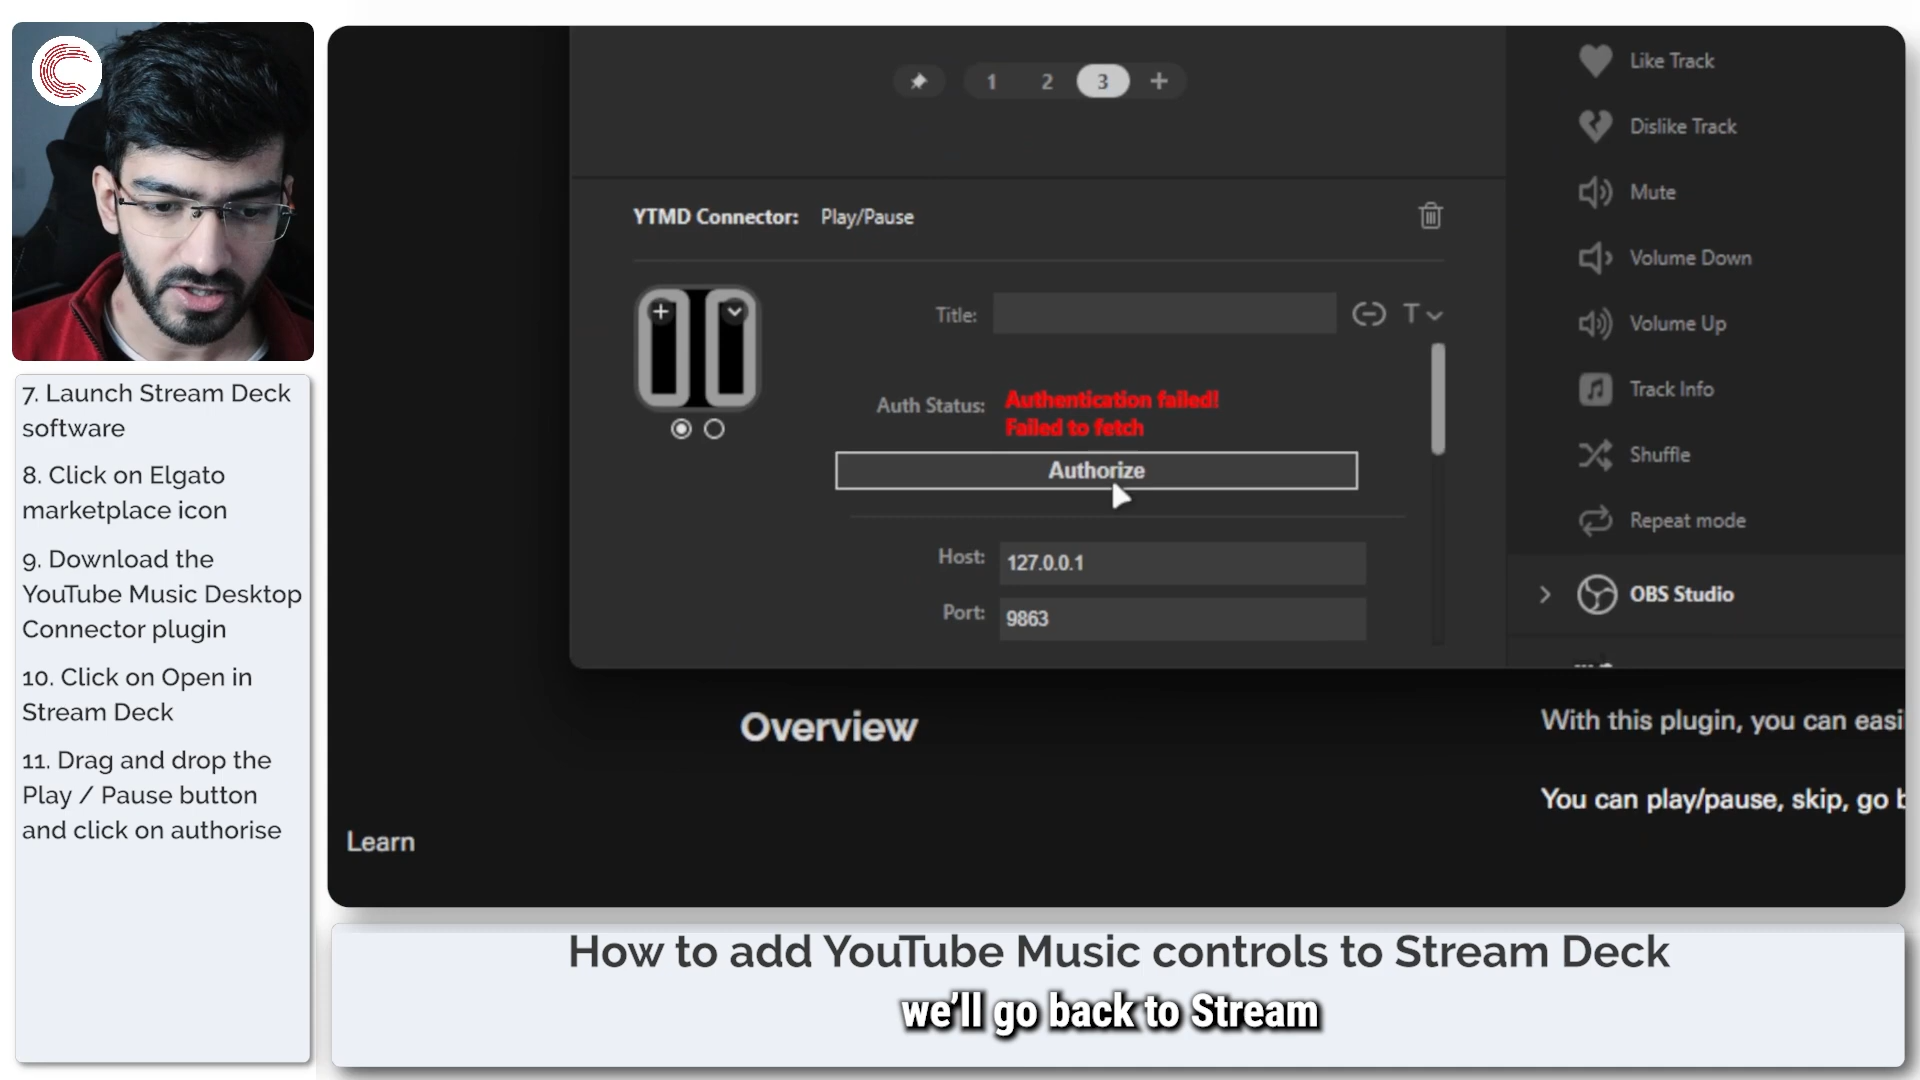 7. Launch Stream Deck
software
8. Click on Elgato
marketplace icon
9. Download the
YouTube Music Desktop
Connector plugin
10. Click on Open in
Stream Deck
11. Drag and drop the
Play / Pause button
and click on authorise
1 2 3 +
YTMD Connector: Play/Pause
Title:
T
Auth Status: Authentication failed!
Failed to fetch
Authorize
Host: 127.0.0.1
Port: 9863
Like Track
Dislike Track
Mute
Volume Down
Volume Up
Track Info
Shuffle
Repeat mode
OBS Studio
Overview
With this plugin, you can easi
You can play/pause, skip, go b
Learn
How to add YouTube Music controls to Stream Deck
we'll go back to Stream